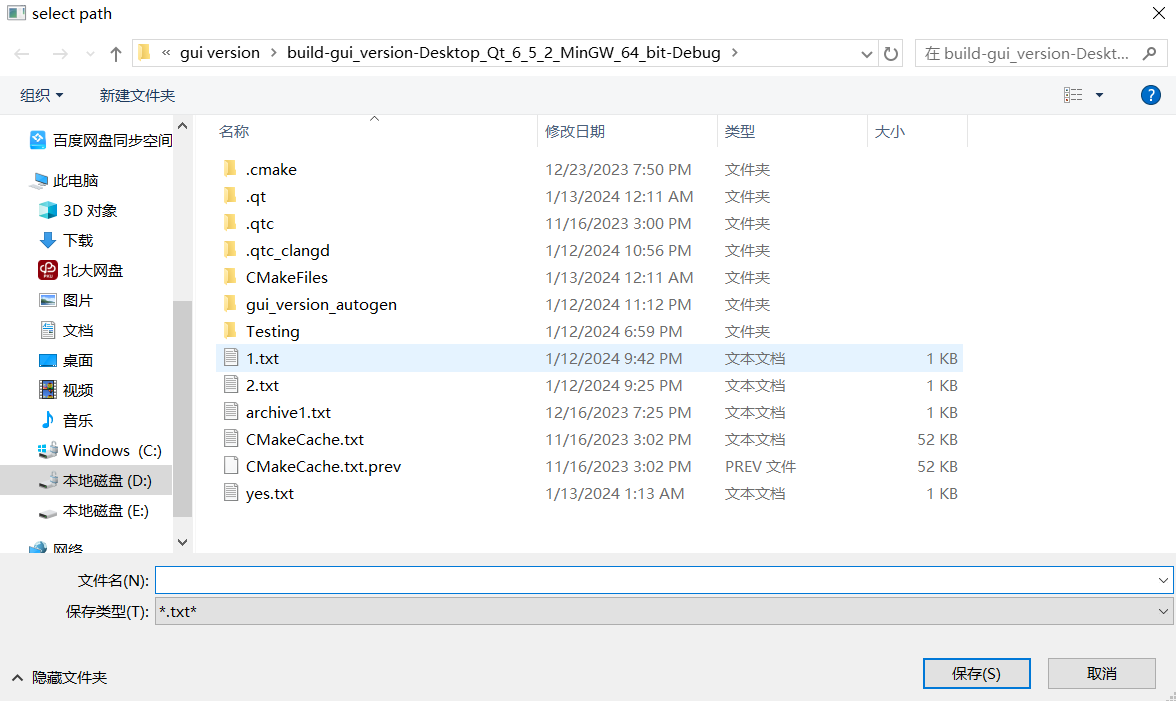 select path
« gui version > build-gui_version-Desktop_Qt_6_5_2_MinGW_64_bit-Debug >
在 build-gui_version-Deskt...
组织
新建文件夹
?
百度网盘同步空间
此电脑
3D 对象
下载
北大网盘
图片
文档
桌面
视频
音乐
Windows (C:)
本地磁盘 (D:)
本地磁盘 (E:)
网络
名称 修改日期 类型 大小
.cmake 12/23/2023 7:50 PM 文件夹
.qt 1/13/2024 12:11 AM 文件夹
.qtc 11/16/2023 3:00 PM 文件夹
.qtc_clangd 1/12/2024 10:56 PM 文件夹
CMakeFiles 1/13/2024 12:11 AM 文件夹
gui_version_autogen 1/12/2024 11:12 PM 文件夹
Testing 1/12/2024 6:59 PM 文件夹
1.txt 1/12/2024 9:42 PM 文本文档 1 KB
2.txt 1/12/2024 9:25 PM 文本文档 1 KB
archive1.txt 12/16/2023 7:25 PM 文本文档 1 KB
CMakeCache.txt 11/16/2023 3:02 PM 文本文档 52 KB
CMakeCache.txt.prev 11/16/2023 3:02 PM PREV 文件 52 KB
yes.txt 1/13/2024 1:13 AM 文本文档 1 KB
文件名(N):
保存类型(T): *.txt*
隐藏文件夹
保存(S)
取消